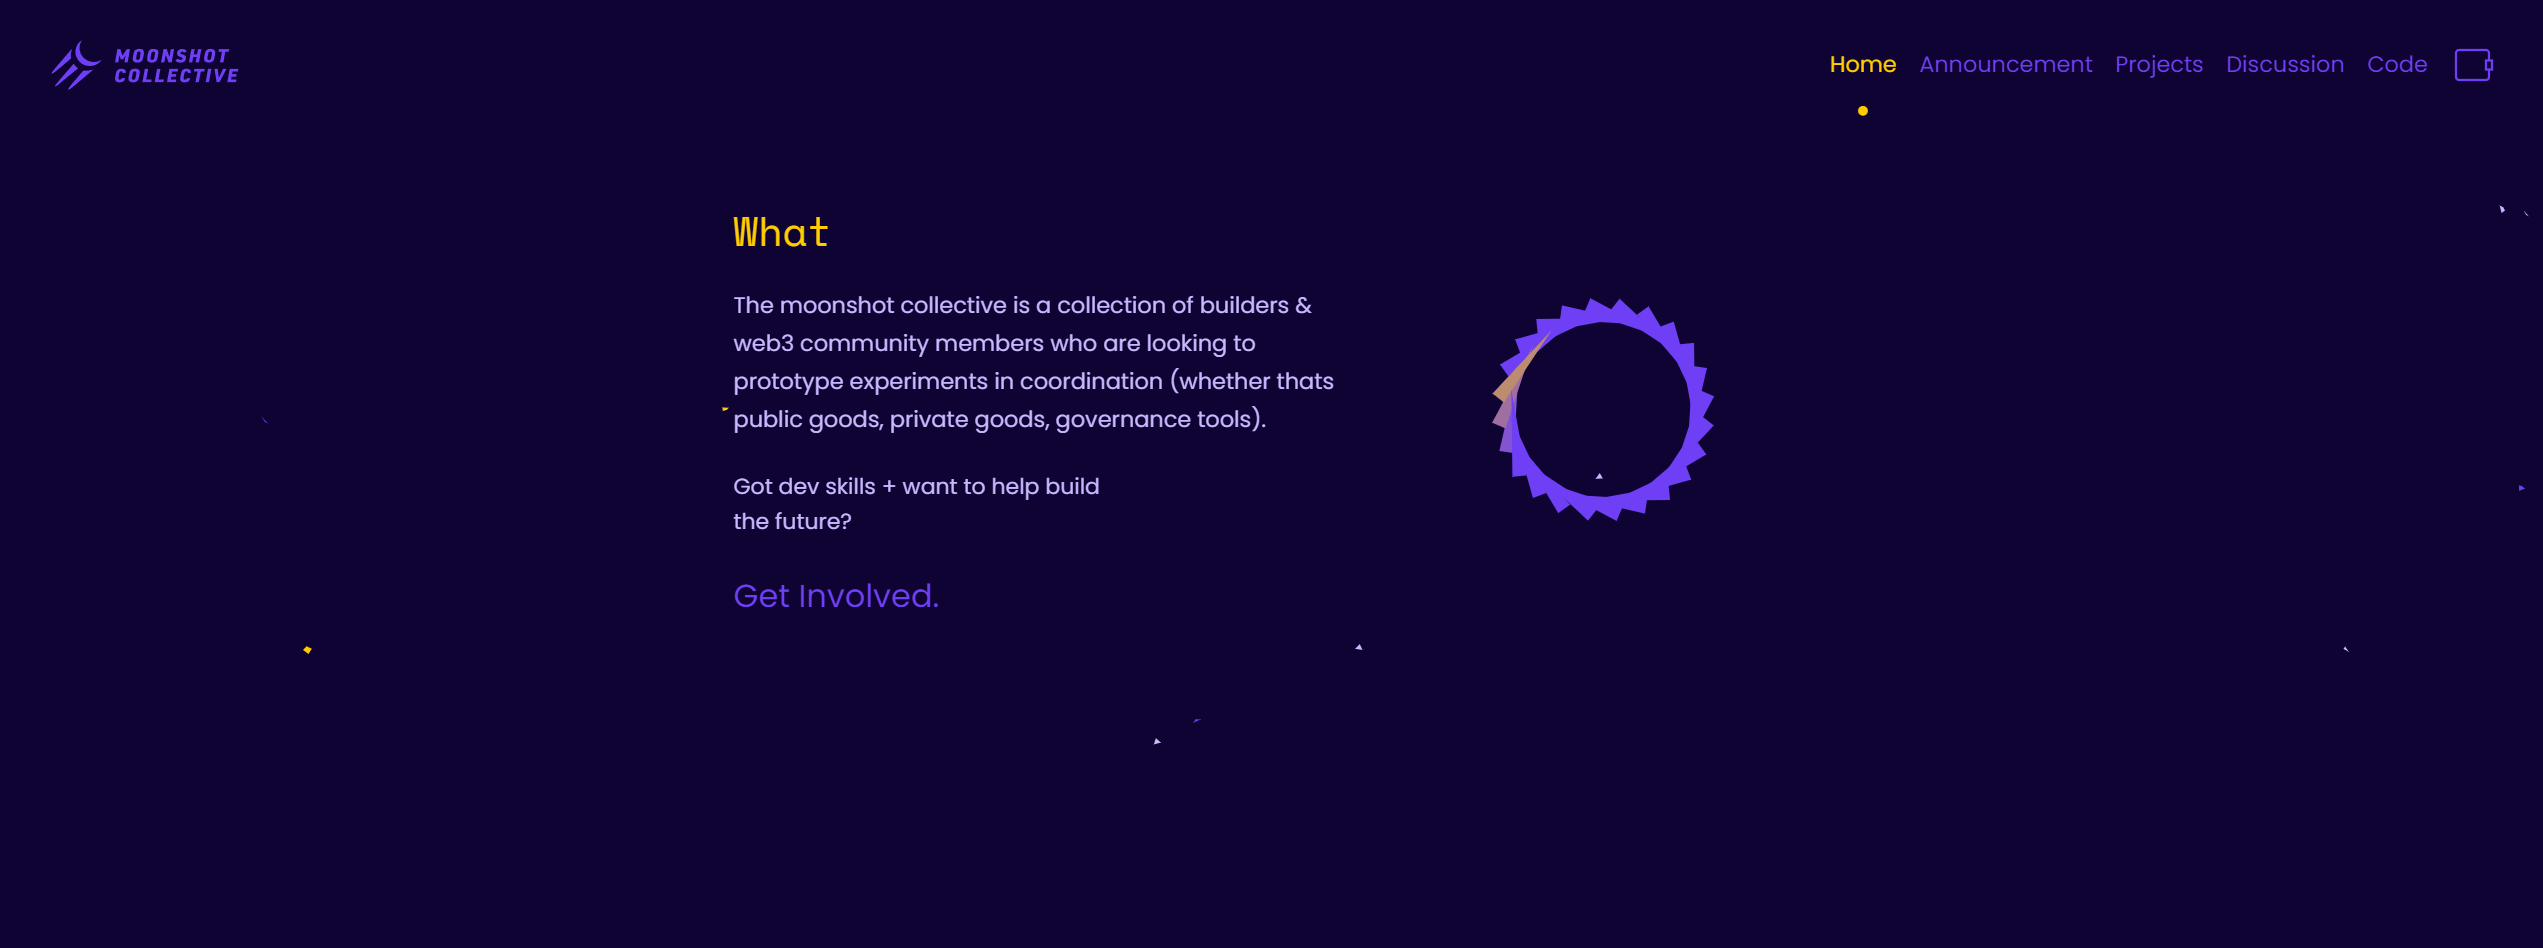 MOONSHOT
COLLECTIVE
Home Announcement Projects Discussion Code
What
The moonshot collective is a collection of builders &
web3 community members who are looking to
prototype experiments in coordination (whether thats
public goods, private goods, governance tools).
Got dev skills + want to help build
the future?
Get Involved.